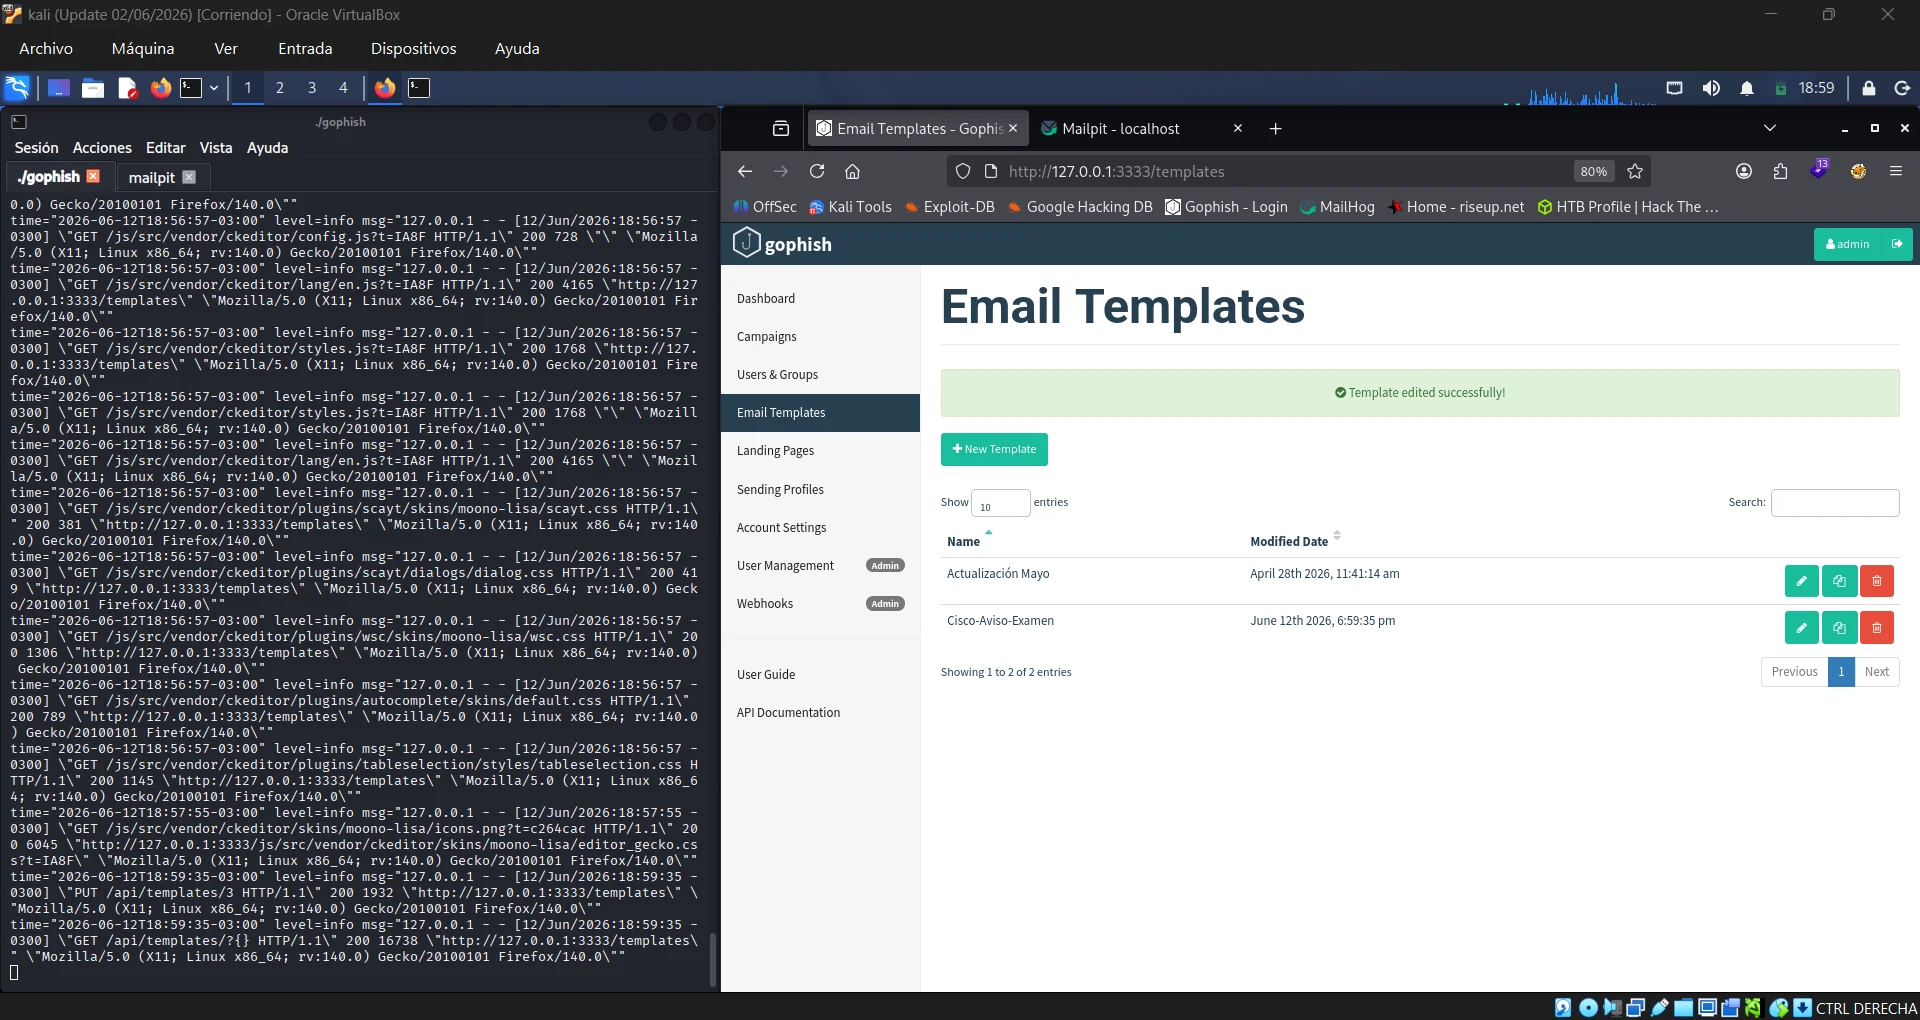 kali (Update 02/06/2026) [Corriendo] - Oracle VirtualBox
Archivo Máquina Ver Entrada Dispositivos Ayuda
1 2 3 4 18:59
./gophish
Sesión Acciones Editar Vista Ayuda
./gophish mailpit
0.0) Gecko/20100101 Firefox/140.0\""
time="2026-06-12T18:56:57-03:00" level=info msg="127.0.0.1 - - [12/Jun/2026:18:56:57 -
0300] \"GET /js/src/vendor/ckeditor/config.js?t=IA8F HTTP/1.1\" 200 728 \"\" \"Mozilla
/5.0 (X11; Linux x86_64; rv:140.0) Gecko/20100101 Firefox/140.0\""
time="2026-06-12T18:56:57-03:00" level=info msg="127.0.0.1 - - [12/Jun/2026:18:56:57 -
0300] \"GET /js/src/vendor/ckeditor/lang/en.js?t=IA8F HTTP/1.1\" 200 4165 \"http://127
.0.0.1:3333/templates\" \"Mozilla/5.0 (X11; Linux x86_64; rv:140.0) Gecko/20100101 Fir
efox/140.0\""
time="2026-06-12T18:56:57-03:00" level=info msg="127.0.0.1 - - [12/Jun/2026:18:56:57 -
0300] \"GET /js/src/vendor/ckeditor/styles.js?t=IA8F HTTP/1.1\" 200 1768 \"http://127.
0.0.1:3333/templates\" \"Mozilla/5.0 (X11; Linux x86_64; rv:140.0) Gecko/20100101 Fire
fox/140.0\""
time="2026-06-12T18:56:57-03:00" level=info msg="127.0.0.1 - - [12/Jun/2026:18:56:57 -
0300] \"GET /js/src/vendor/ckeditor/styles.js?t=IA8F HTTP/1.1\" 200 1768 \"\" \"Mozill
a/5.0 (X11; Linux x86_64; rv:140.0) Gecko/20100101 Firefox/140.0\""
time="2026-06-12T18:56:57-03:00" level=info msg="127.0.0.1 - - [12/Jun/2026:18:56:57 -
0300] \"GET /js/src/vendor/ckeditor/lang/en.js?t=IA8F HTTP/1.1\" 200 4165 \"\" \"Mozil
la/5.0 (X11; Linux x86_64; rv:140.0) Gecko/20100101 Firefox/140.0\""
time="2026-06-12T18:56:57-03:00" level=info msg="127.0.0.1 - - [12/Jun/2026:18:56:57 -
0300] \"GET /js/src/vendor/ckeditor/plugins/scayt/skins/moono-lisa/scayt.css HTTP/1.1\
" 200 381 \"http://127.0.0.1:3333/templates\" \"Mozilla/5.0 (X11; Linux x86_64; rv:140
.0) Gecko/20100101 Firefox/140.0\""
time="2026-06-12T18:56:57-03:00" level=info msg="127.0.0.1 - - [12/Jun/2026:18:56:57 -
0300] \"GET /js/src/vendor/ckeditor/plugins/scayt/dialogs/dialog.css HTTP/1.1\" 200 41
9 \"http://127.0.0.1:3333/templates\" \"Mozilla/5.0 (X11; Linux x86_64; rv:140.0) Geck
o/20100101 Firefox/140.0\""
time="2026-06-12T18:56:57-03:00" level=info msg="127.0.0.1 - - [12/Jun/2026:18:56:57 -
0300] \"GET /js/src/vendor/ckeditor/plugins/wsc/skins/moono-lisa/wsc.css HTTP/1.1\" 20
0 1306 \"http://127.0.0.1:3333/templates\" \"Mozilla/5.0 (X11; Linux x86_64; rv:140.0)
 Gecko/20100101 Firefox/140.0\""
time="2026-06-12T18:56:57-03:00" level=info msg="127.0.0.1 - - [12/Jun/2026:18:56:57 -
0300] \"GET /js/src/vendor/ckeditor/plugins/autocomplete/skins/default.css HTTP/1.1\"
200 789 \"http://127.0.0.1:3333/templates\" \"Mozilla/5.0 (X11; Linux x86_64; rv:140.0
) Gecko/20100101 Firefox/140.0\""
time="2026-06-12T18:56:57-03:00" level=info msg="127.0.0.1 - - [12/Jun/2026:18:56:57 -
0300] \"GET /js/src/vendor/ckeditor/plugins/tableselection/styles/tableselection.css H
TTP/1.1\" 200 1145 \"http://127.0.0.1:3333/templates\" \"Mozilla/5.0 (X11; Linux x86_6
4; rv:140.0) Gecko/20100101 Firefox/140.0\""
time="2026-06-12T18:57:55-03:00" level=info msg="127.0.0.1 - - [12/Jun/2026:18:57:55 -
0300] \"GET /js/src/vendor/ckeditor/skins/moono-lisa/icons.png?t=c264cac HTTP/1.1\" 20
0 6045 \"http://127.0.0.1:3333/js/src/vendor/ckeditor/skins/moono-lisa/editor_gecko.cs
s?t=IA8F\" \"Mozilla/5.0 (X11; Linux x86_64; rv:140.0) Gecko/20100101 Firefox/140.0\""
time="2026-06-12T18:59:35-03:00" level=info msg="127.0.0.1 - - [12/Jun/2026:18:59:35 -
0300] \"PUT /api/templates/3 HTTP/1.1\" 200 1932 \"http://127.0.0.1:3333/templates\" \
"Mozilla/5.0 (X11; Linux x86_64; rv:140.0) Gecko/20100101 Firefox/140.0\""
time="2026-06-12T18:59:35-03:00" level=info msg="127.0.0.1 - - [12/Jun/2026:18:59:35 -
0300] \"GET /api/templates/?{} HTTP/1.1\" 200 16738 \"http://127.0.0.1:3333/templates\
" \"Mozilla/5.0 (X11; Linux x86_64; rv:140.0) Gecko/20100101 Firefox/140.0\""
Email Templates - Gophis Mailpit - localhost
http://127.0.0.1:3333/templates 80% 13
OffSec Kali Tools Exploit-DB Google Hacking DB Gophish - Login MailHog Home - riseup.net HTB Profile | Hack The ...
gophish admin
Dashboard
Campaigns
Users & Groups
Email Templates
Landing Pages
Sending Profiles
Account Settings
User Management Admin
Webhooks Admin
User Guide
API Documentation
Email Templates
Template edited successfully!
New Template
Show 10 entries Search:
Name Modified Date
Actualización Mayo April 28th 2026, 11:41:14 am
Cisco-Aviso-Examen June 12th 2026, 6:59:35 pm
Showing 1 to 2 of 2 entries Previous 1 Next
CTRL DERECHA